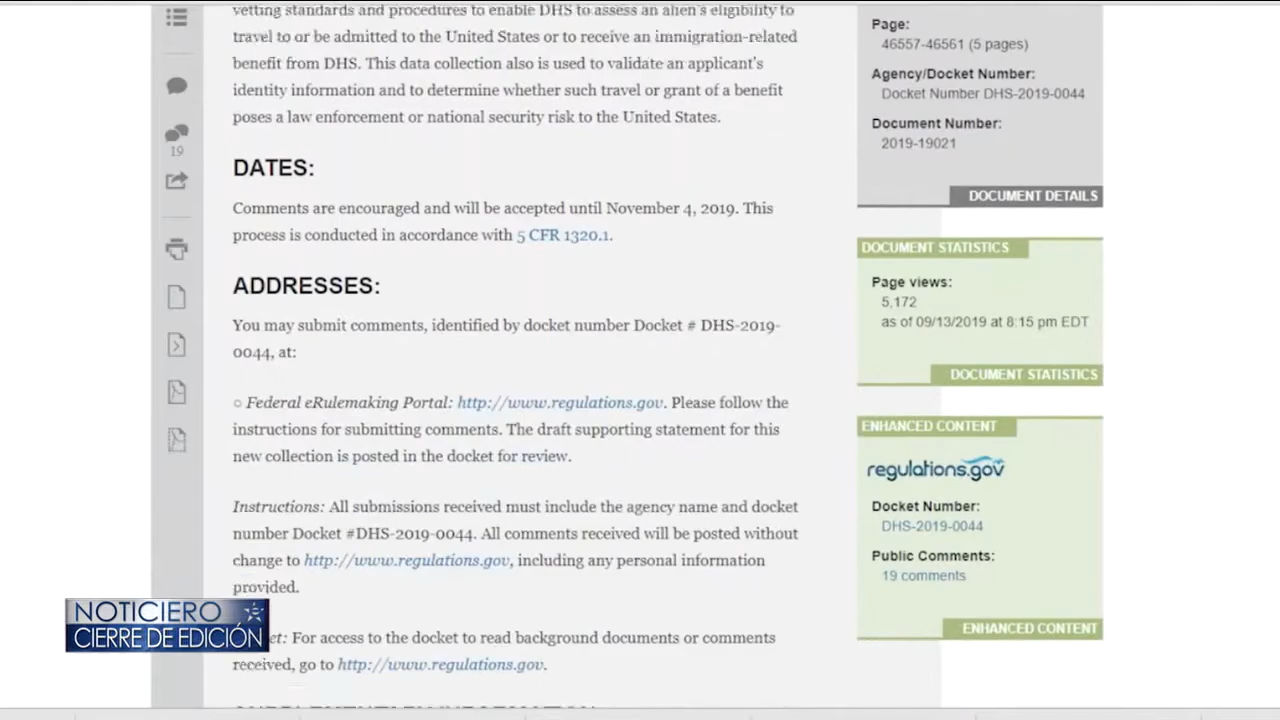 vetting standards and procedures to enable DHS to assess an alien's eligibility to
travel to or be admitted to the United States or to receive an immigration-related
benefit from DHS. This data collection also is used to validate an applicant's
identity information and to determine whether such travel or grant of a benefit
poses a law enforcement or national security risk to the United States.
19
DATES:
Comments are encouraged and will be accepted until November 4, 2019. This
process is conducted in accordance with 5 CFR 1320.1.
ADDRESSES:
You may submit comments, identified by docket number Docket # DHS-2019-
0044, at:
○ Federal eRulemaking Portal: http://www.regulations.gov. Please follow the
instructions for submitting comments. The draft supporting statement for this
new collection is posted in the docket for review.
Instructions: All submissions received must include the agency name and docket
number Docket #DHS-2019-0044. All comments received will be posted without
change to http://www.regulations.gov, including any personal information
provided.
et: For access to the docket to read background documents or comments
received, go to http://www.regulations.gov.
Page:
46557-46561 (5 pages)
Agency/Docket Number:
Docket Number DHS-2019-0044
Document Number:
2019-19021
DOCUMENT DETAILS
DOCUMENT STATISTICS
Page views:
5,172
as of 09/13/2019 at 8:15 pm EDT
DOCUMENT STATISTICS
ENHANCED CONTENT
regulations.gov
Docket Number:
DHS-2019-0044
Public Comments:
19 comments
ENHANCED CONTENT
NOTICIERO
CIERRE DE EDICIÓN